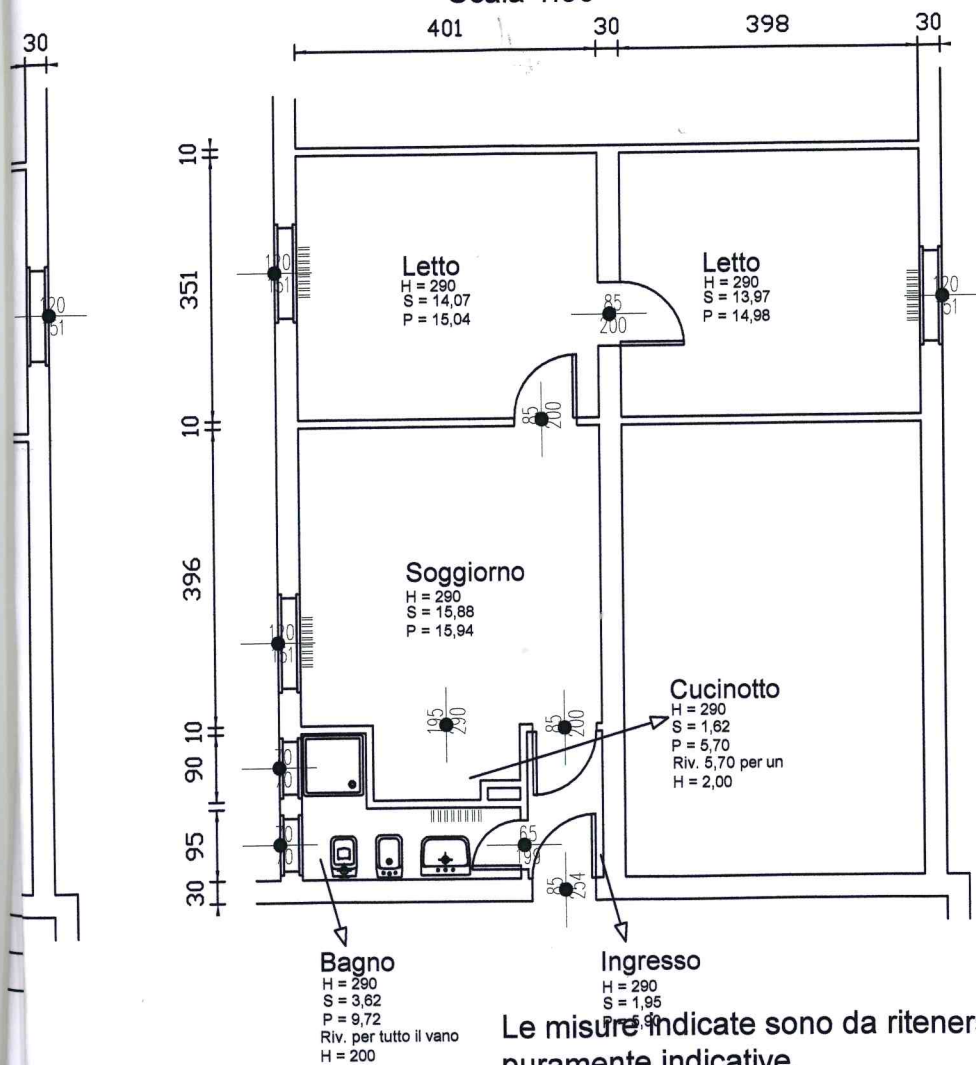 401 30 398 30
30
10
351
10
396
10
90
95
30
Letto
H = 290
S = 14,07
P = 15,04
Letto
H = 290
S = 13,97
P = 14,98
120
151
85
200
120
51
120
51
85
200
Soggiorno
H = 290
S = 15,88
P = 15,94
120
151
195
290
85
200
Cucinotto
H = 290
S = 1,62
P = 5,70
Riv. 5,70 per un
H = 2,00
70
70
65
70
85
254
Bagno
H = 290
S = 3,62
P = 9,72
Riv. per tutto il vano
H = 200
Ingresso
H = 290
S = 1,95
P = 5,90
Le misure indicate sono da ritener
puramente indicative